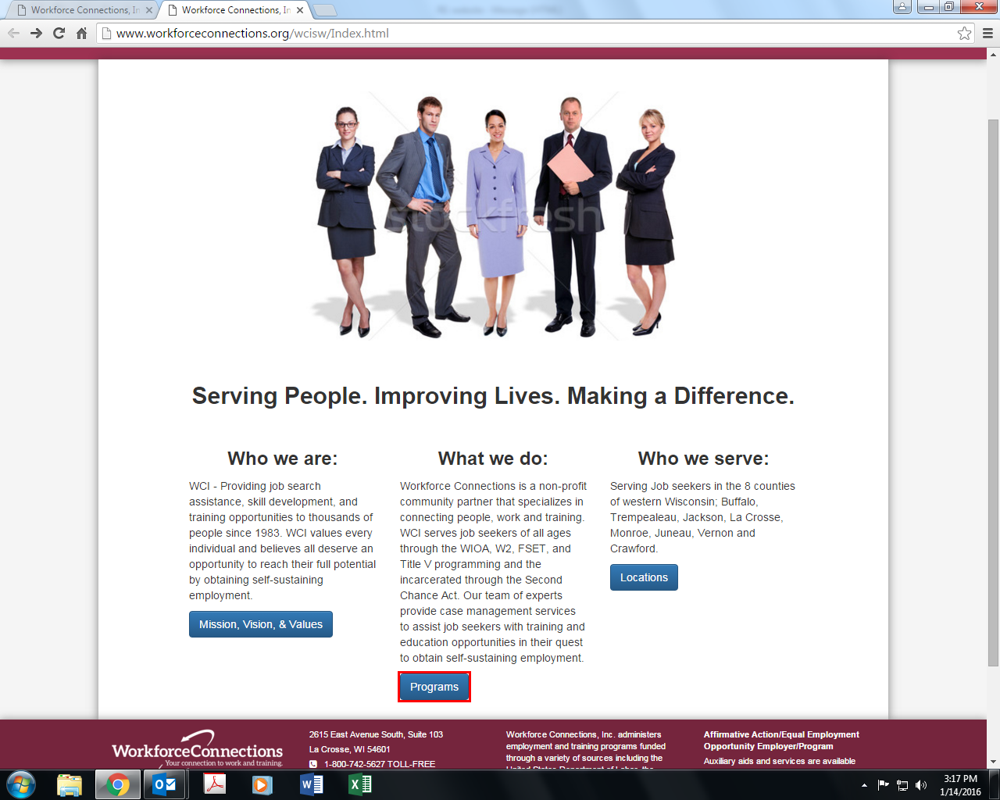 Workforce Connections, In
Workforce Connections, In
www.workforceconnections.org/wcisw/Index.html
stockfresh
Serving People. Improving Lives. Making a Difference.
Who we are:
WCI - Providing job search
assistance, skill development, and
training opportunities to thousands of
people since 1983. WCI values every
individual and believes all deserve an
opportunity to reach their full potential
by obtaining self-sustaining
employment.
Mission, Vision, & Values
What we do:
Workforce Connections is a non-profit
community partner that specializes in
connecting people, work and training.
WCI serves job seekers of all ages
through the WIOA, W2, FSET, and
Title V programming and the
incarcerated through the Second
Chance Act. Our team of experts
provide case management services
to assist job seekers with training and
education opportunities in their quest
to obtain self-sustaining employment.
Programs
Who we serve:
Serving Job seekers in the 8 counties
of western Wisconsin; Buffalo,
Trempealeau, Jackson, La Crosse,
Monroe, Juneau, Vernon and
Crawford.
Locations
WorkforceConnections
Your connection to work and training.
2615 East Avenue South, Suite 103
La Crosse, WI 54601
1-800-742-5627 TOLL-FREE
Workforce Connections, Inc. administers
employment and training programs funded
through a variety of sources including the
United States Department of Labor, the
Affirmative Action/Equal Employment
Opportunity Employer/Program
Auxiliary aids and services are available
3:17 PM
1/14/2016